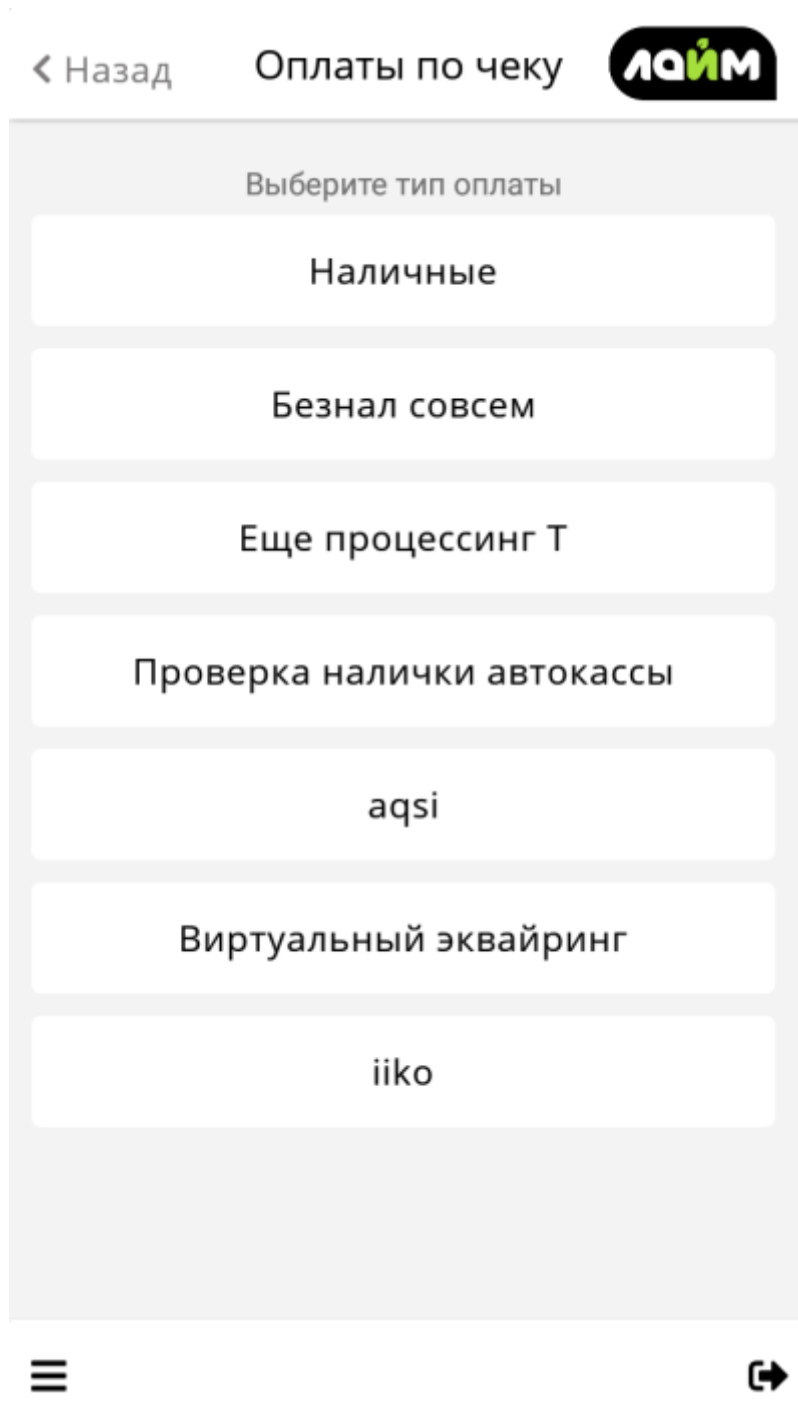 Назад
Оплаты по чеку
лайм
Выберите тип оплаты
Наличные
Безнал совсем
Еще процессинг Т
Проверка налички автокассы
aqsi
Виртуальный эквайринг
iiko